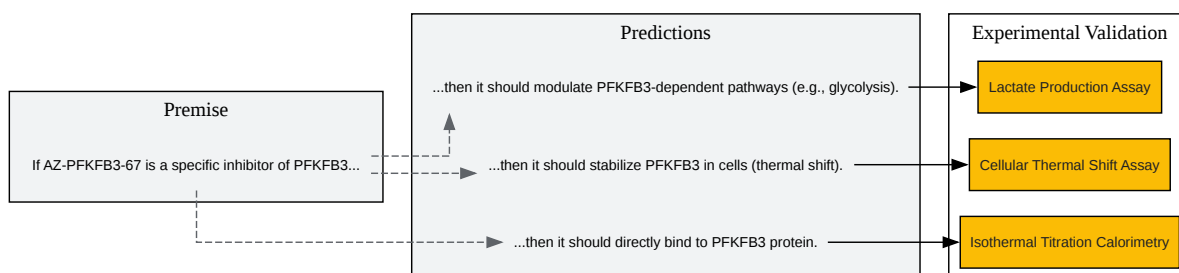 Premise
If AZ-PFKFB3-67 is a specific inhibitor of PFKFB3...
Predictions
...then it should modulate PFKFB3-dependent pathways (e.g., glycolysis).
...then it should stabilize PFKFB3 in cells (thermal shift).
...then it should directly bind to PFKFB3 protein.
Experimental Validation
Lactate Production Assay
Cellular Thermal Shift Assay
Isothermal Titration Calorimetry